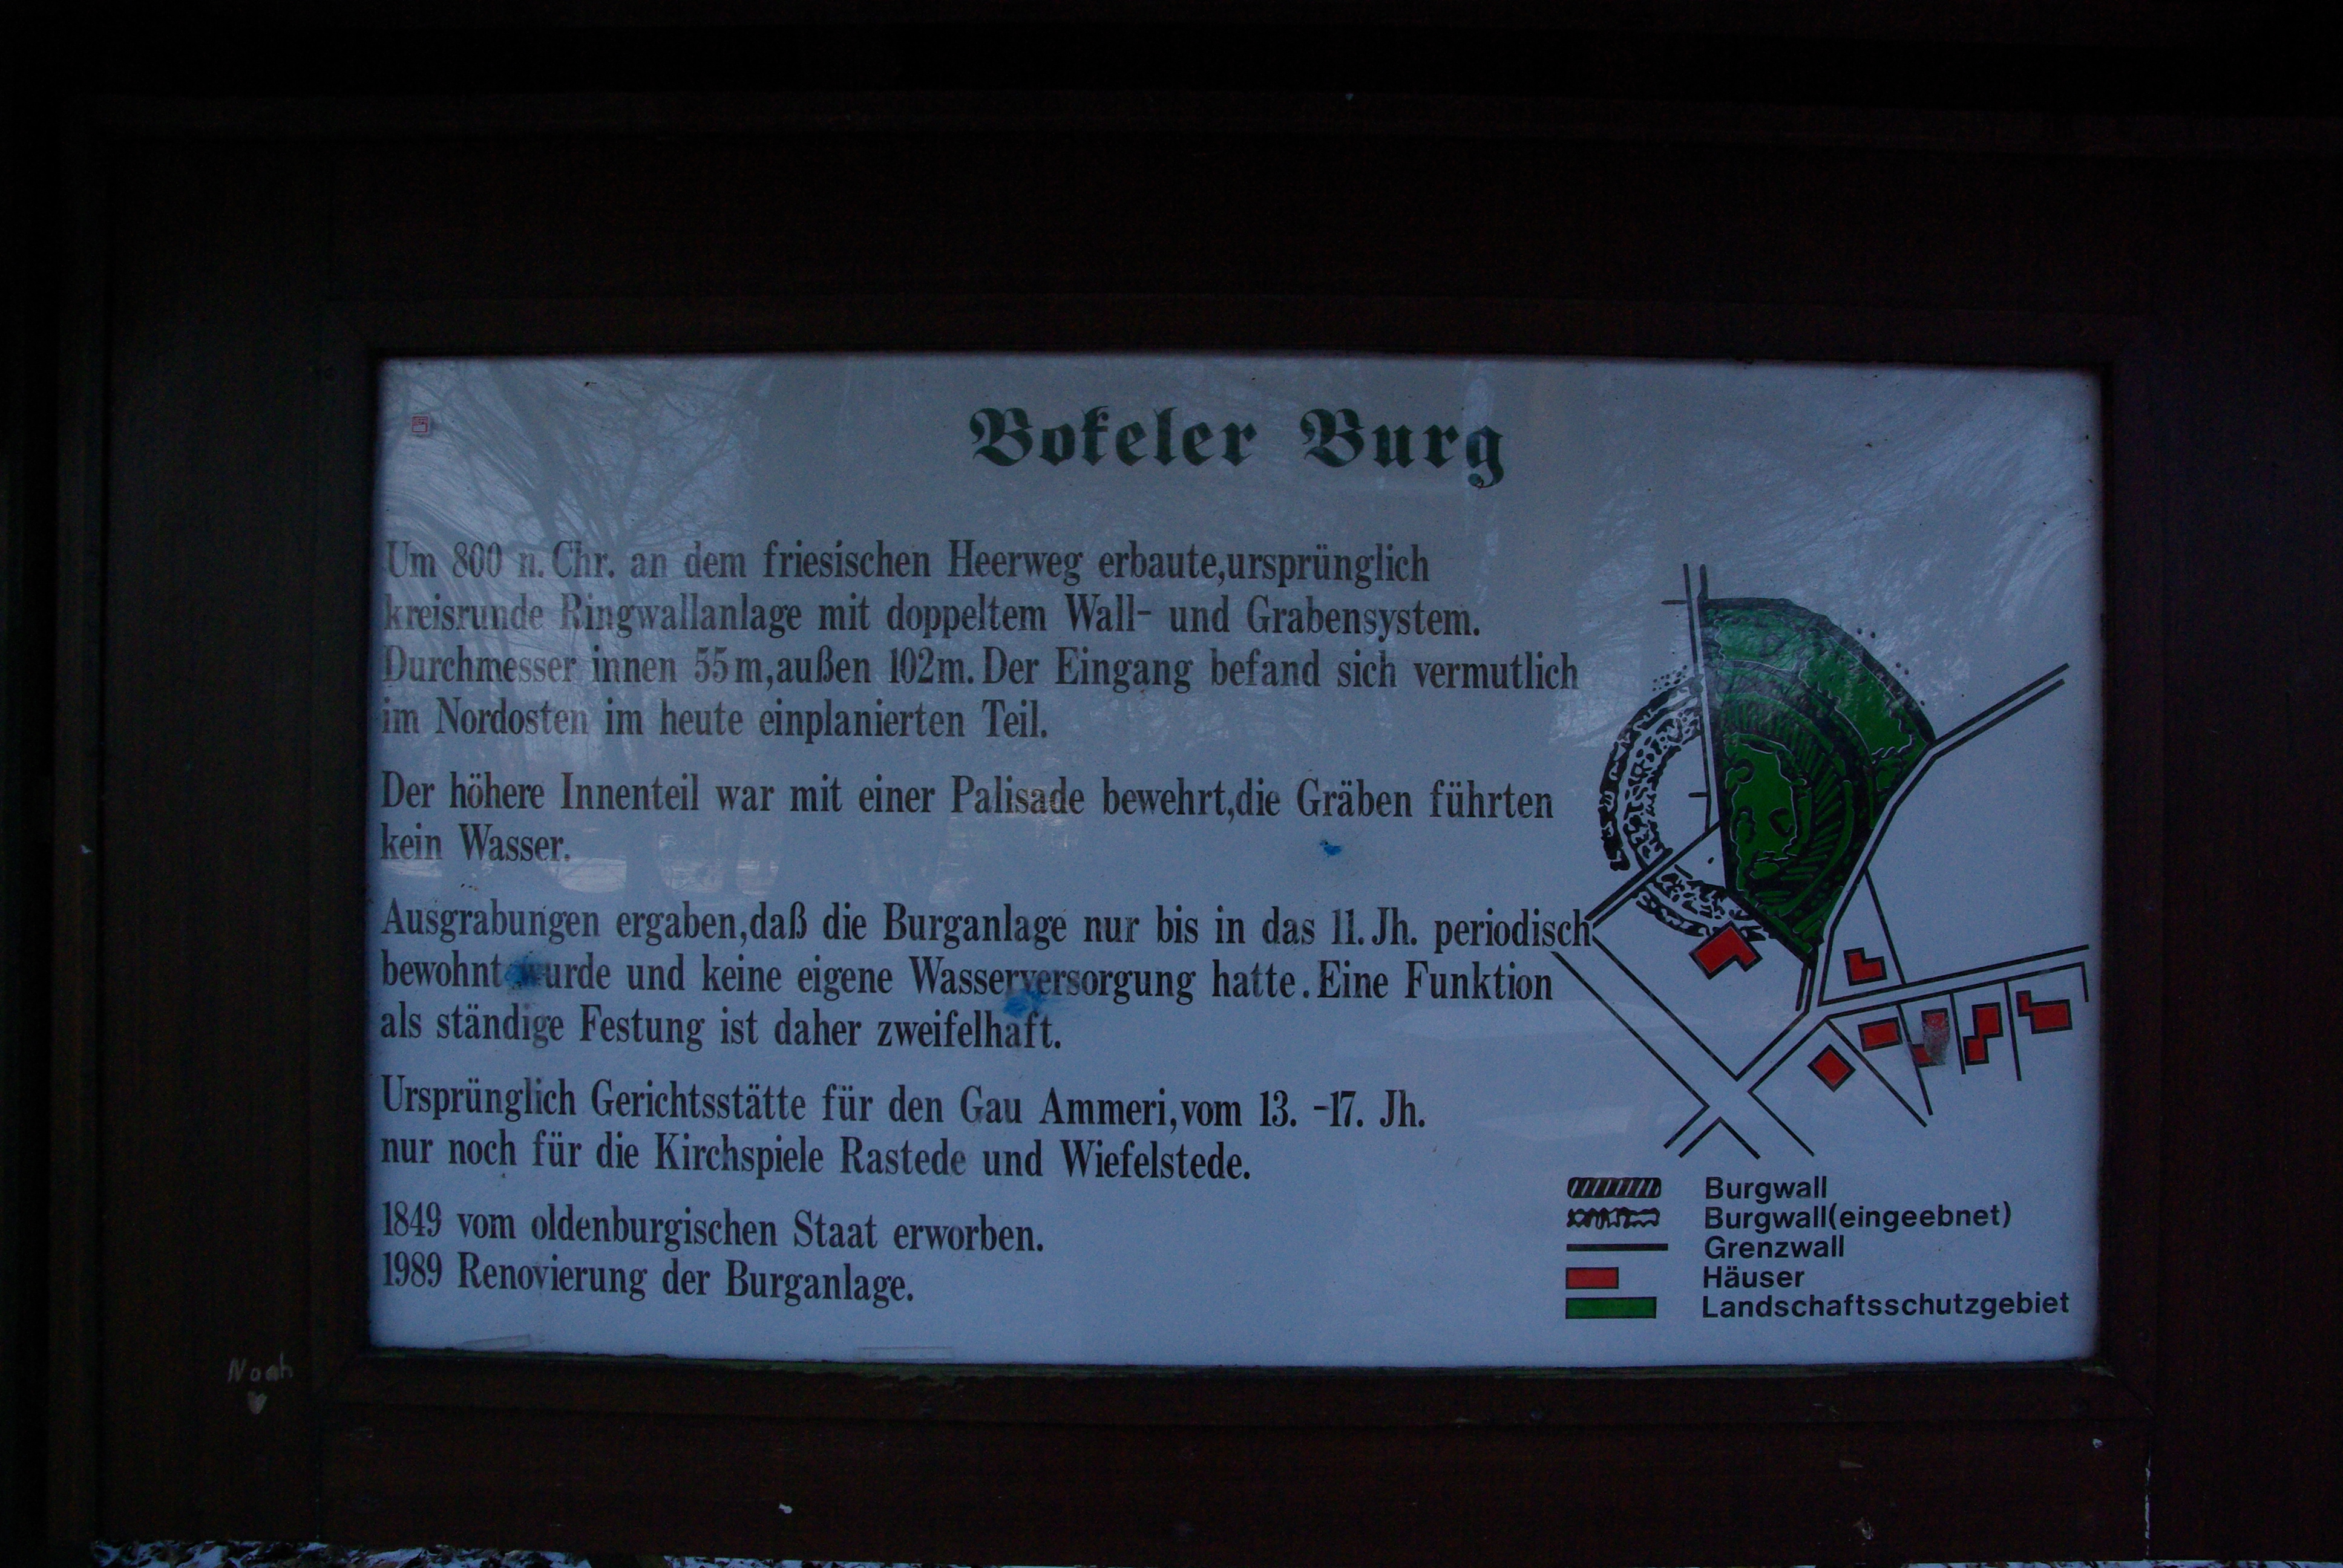 Bokeler Burg
Um 800 n. Chr. an dem friesischen Heerweg erbaute,ursprünglich
kreisrunde Ringwallanlage mit doppeltem Wall- und Grabensystem.
Durchmesser innen 55m,außen 102m. Der Eingang befand sich vermutlich
im Nordosten im heute einplanierten Teil.
Der höhere Innenteil war mit einer Palisade bewehrt,die Gräben führten
kein Wasser.
Ausgrabungen ergaben,daß die Burganlage nur bis in das 11. Jh. periodisch
bewohnt wurde und keine eigene Wasserversorgung hatte. Eine Funktion
als ständige Festung ist daher zweifelhaft.
Ursprünglich Gerichtsstätte für den Gau Ammeri,vom 13. -17. Jh.
nur noch für die Kirchspiele Rastede und Wiefelstede.
1849 vom oldenburgischen Staat erworben.
1989 Renovierung der Burganlage.
Burgwall
Burgwall(eingeebnet)
Grenzwall
Häuser
Landschaftsschutzgebiet
Noah